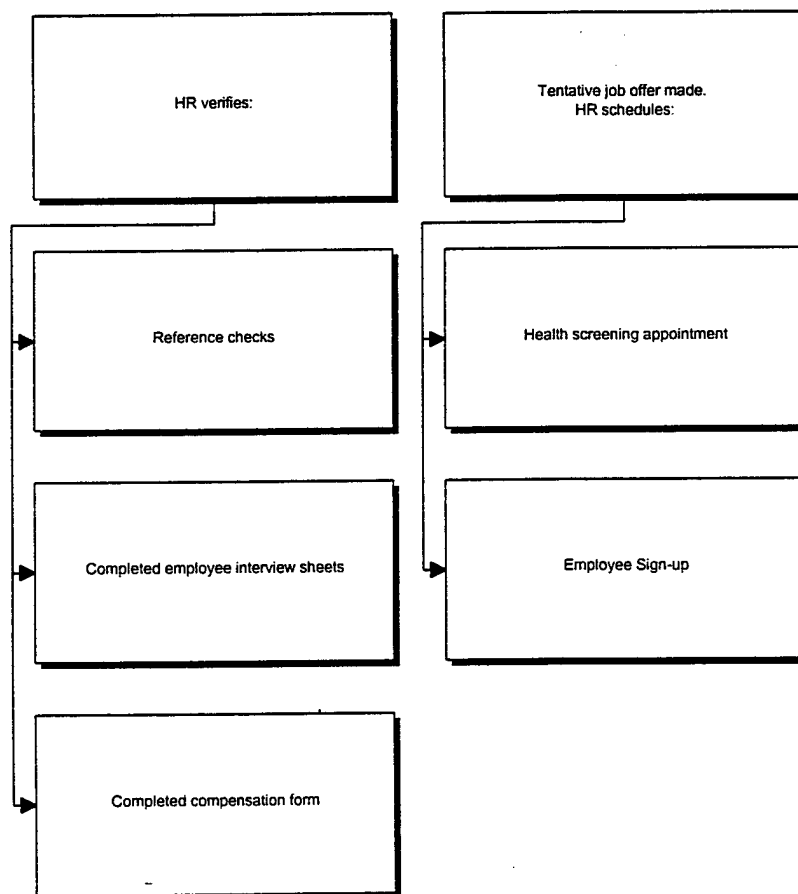 HR verifies:
Reference checks
Completed employee interview sheets
Completed compensation form
Tentative job offer made.
HR schedules:
Health screening appointment
Employee Sign-up